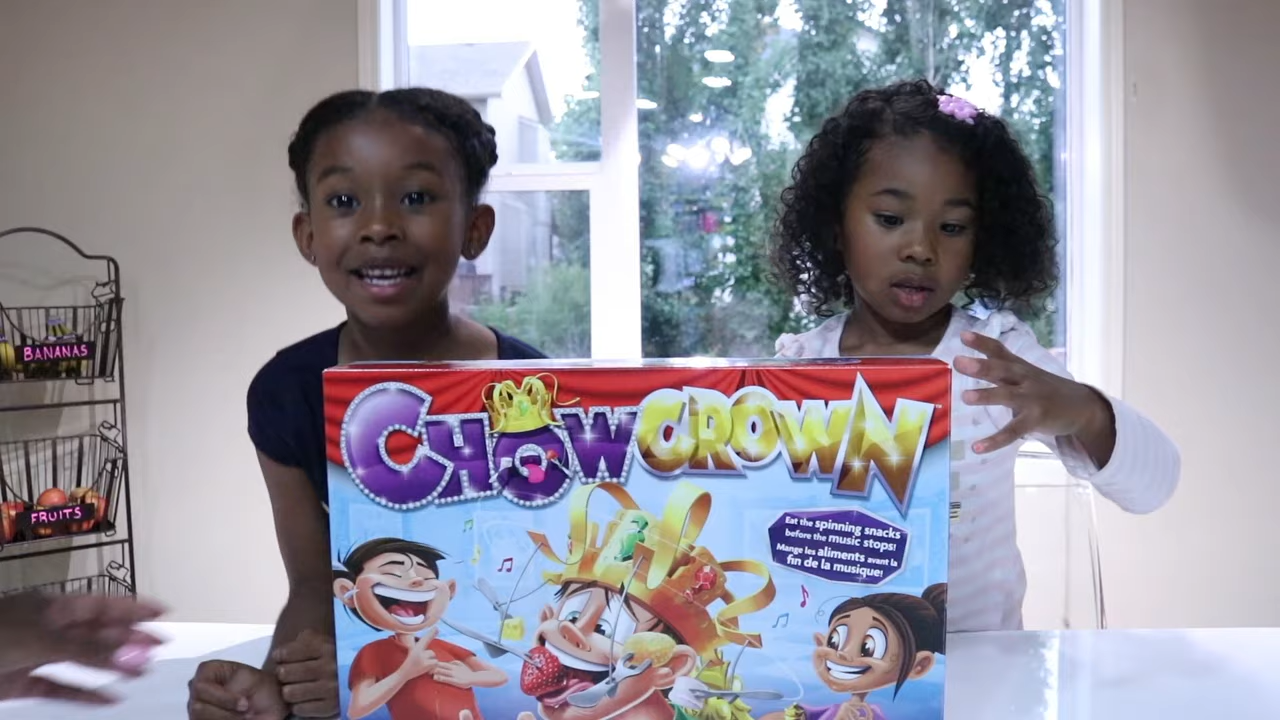 CHOW CROWN
Eat the spinning snacks
before the music stops!
Mange les aliments avant la
fin de la musique!
BANANAS
FRUITS